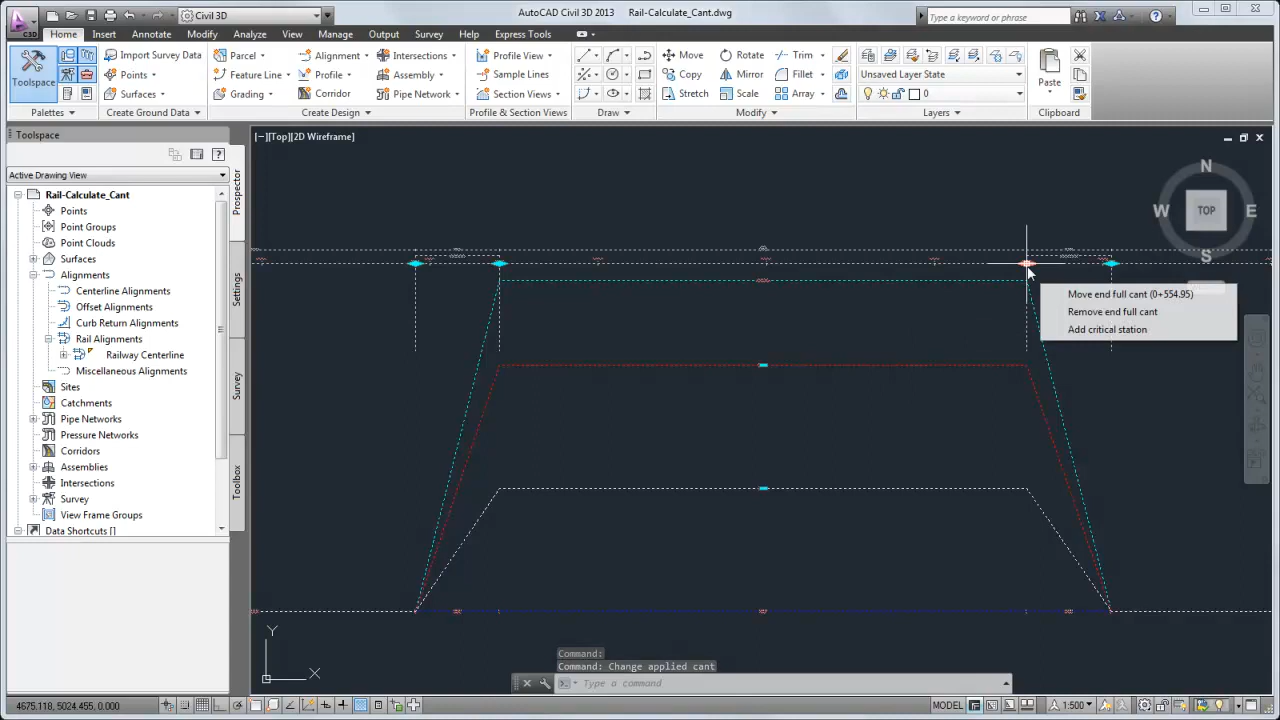 AutoCAD Civil 3D 2013    Rail-Calculate_Cant.dwg
Civil 3D
Type a keyword or phrase
C3D
Home Insert Annotate Modify Analyze View Manage Output Survey Help Express Tools
Toolspace
Import Survey Data
Points
Surfaces
Parcel
Feature Line
Grading
Alignment
Profile
Corridor
Intersections
Assembly
Pipe Network
Profile View
Sample Lines
Section Views
Move
Copy
Stretch
Rotate
Mirror
Scale
Trim
Fillet
Array
Unsaved Layer State
0
Paste
Palettes
Create Ground Data
Create Design
Profile & Section Views
Draw
Modify
Layers
Clipboard
Toolspace
[−][Top][2D Wireframe]
Active Drawing View
Prospector
Settings
Survey
Toolbox
Rail-Calculate_Cant
Points
Point Groups
Point Clouds
Surfaces
Alignments
Centerline Alignments
Offset Alignments
Curb Return Alignments
Rail Alignments
Railway Centerline
Miscellaneous Alignments
Sites
Catchments
Pipe Networks
Pressure Networks
Corridors
Assemblies
Intersections
Survey
View Frame Groups
Data Shortcuts []
N
W
TOP
E
S
Move end full cant (0+554.95)
Remove end full cant
Add critical station
Y
X
Command:
Command: Change applied cant
Type a command
4675.118, 5024.455, 0.000
MODEL
1:500